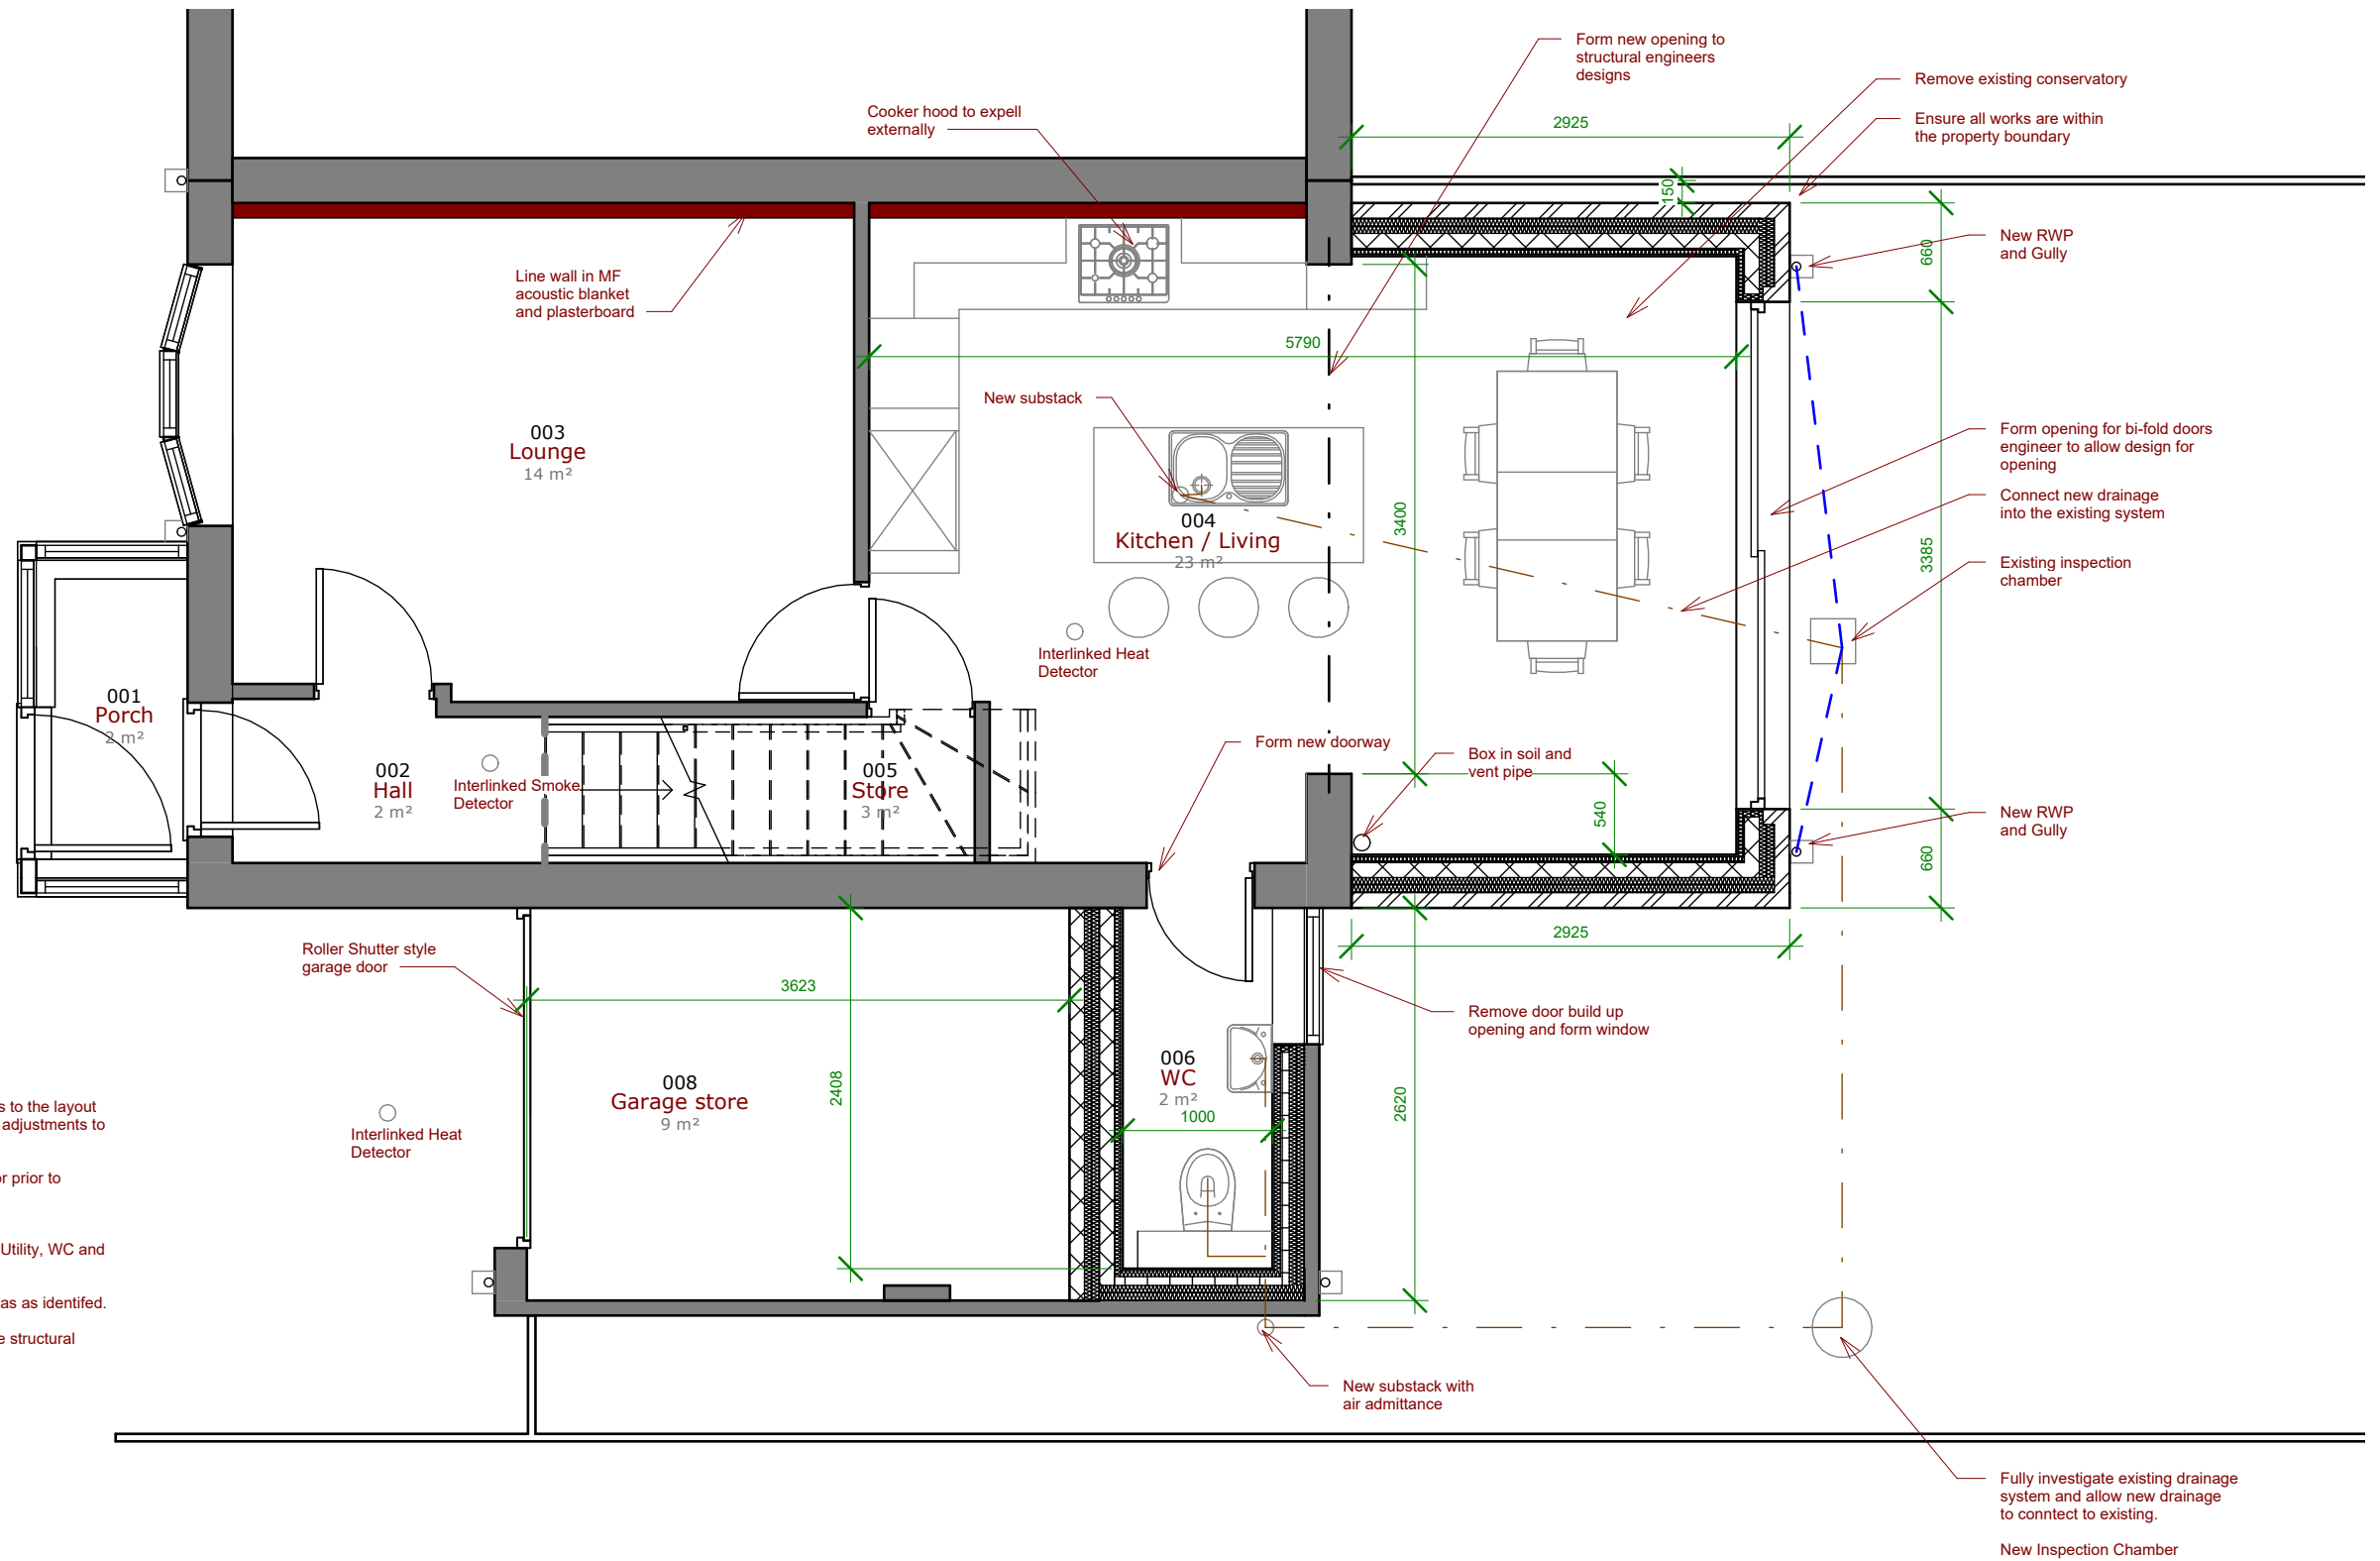 Form new opening to
structural engineers
designs
Remove existing conservatory
Cooker hood to expell
externally
Ensure all works are within
the property boundary
2925
150
660
New RWP
and Gully
Line wall in MF
acoustic blanket
and plasterboard
5790
New substack
003
Lounge
14 m²
Form opening for bi-fold doors
engineer to allow design for
opening
Connect new drainage
into the existing system
3400
004
Kitchen / Living
23 m²
3385
Existing inspection
chamber
Interlinked Heat
Detector
001
Porch
2 m²
002
Hall
2 m²
Interlinked Smoke
Detector
005
Store
3 m²
Form new doorway
Box in soil and
vent pipe
540
New RWP
and Gully
660
2925
Roller Shutter style
garage door
3623
Remove door build up
opening and form window
2408
008
Garage store
9 m²
006
WC
2 m²
1000
2620
s to the layout
adjustments to
Interlinked Heat
Detector
or prior to
Utility, WC and
as as identifed.
e structural
New substack with
air admittance
Fully investigate existing drainage
system and allow new drainage
to conntect to existing.
New Inspection Chamber